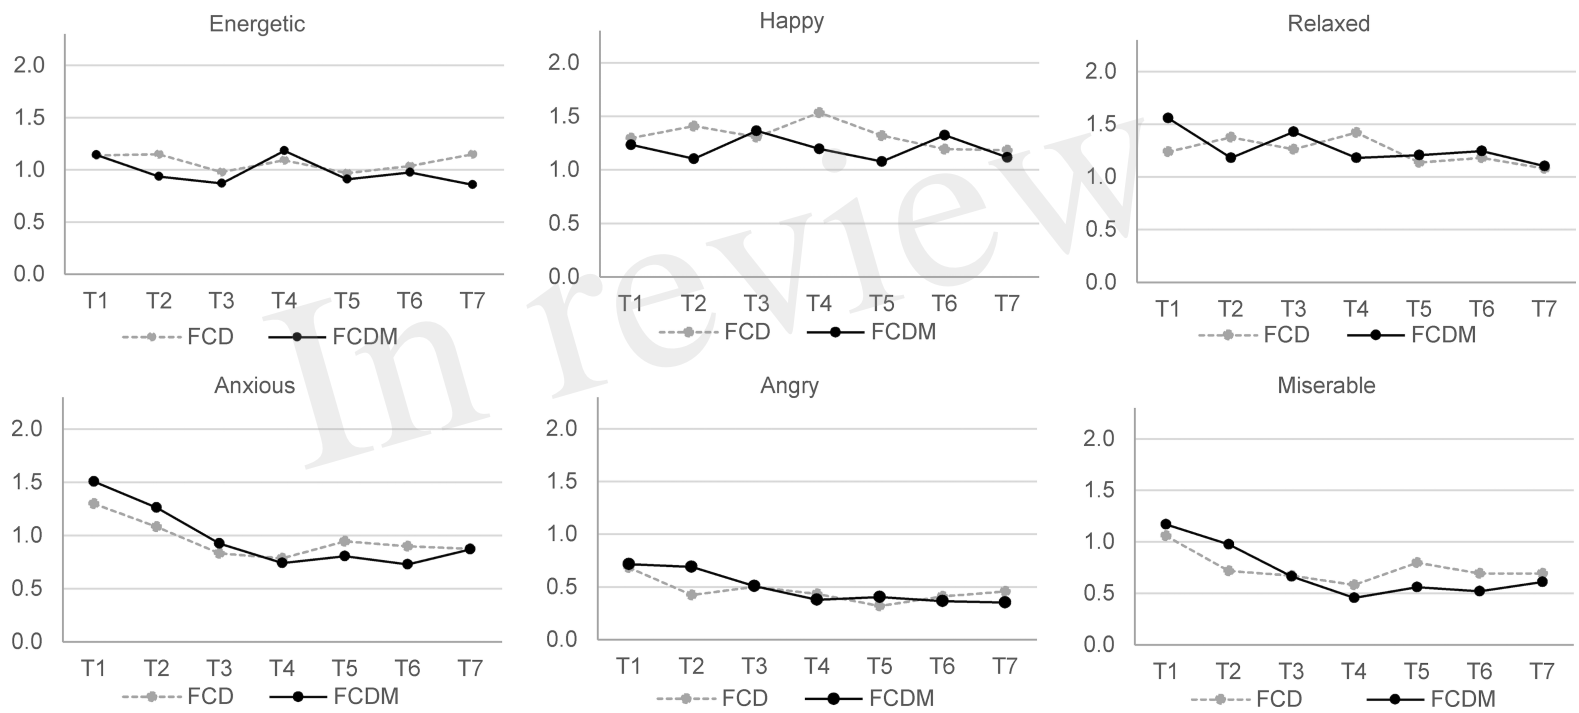 Energetic
2.0
1.5
1.0
0.5
0.0
T1 T2 T3 T4 T5 T6 T7
FCD FCDM
Happy
2.0
1.5
1.0
0.5
0.0
T1 T2 T3 T4 T5 T6 T7
FCD FCDM
Relaxed
2.0
1.5
1.0
0.5
0.0
T1 T2 T3 T4 T5 T6 T7
FCD FCDM
Anxious
2.0
1.5
1.0
0.5
0.0
T1 T2 T3 T4 T5 T6 T7
FCD FCDM
Angry
2.0
1.5
1.0
0.5
0.0
T1 T2 T3 T4 T5 T6 T7
FCD FCDM
Miserable
2.0
1.5
1.0
0.5
0.0
T1 T2 T3 T4 T5 T6 T7
FCD FCDM
In review